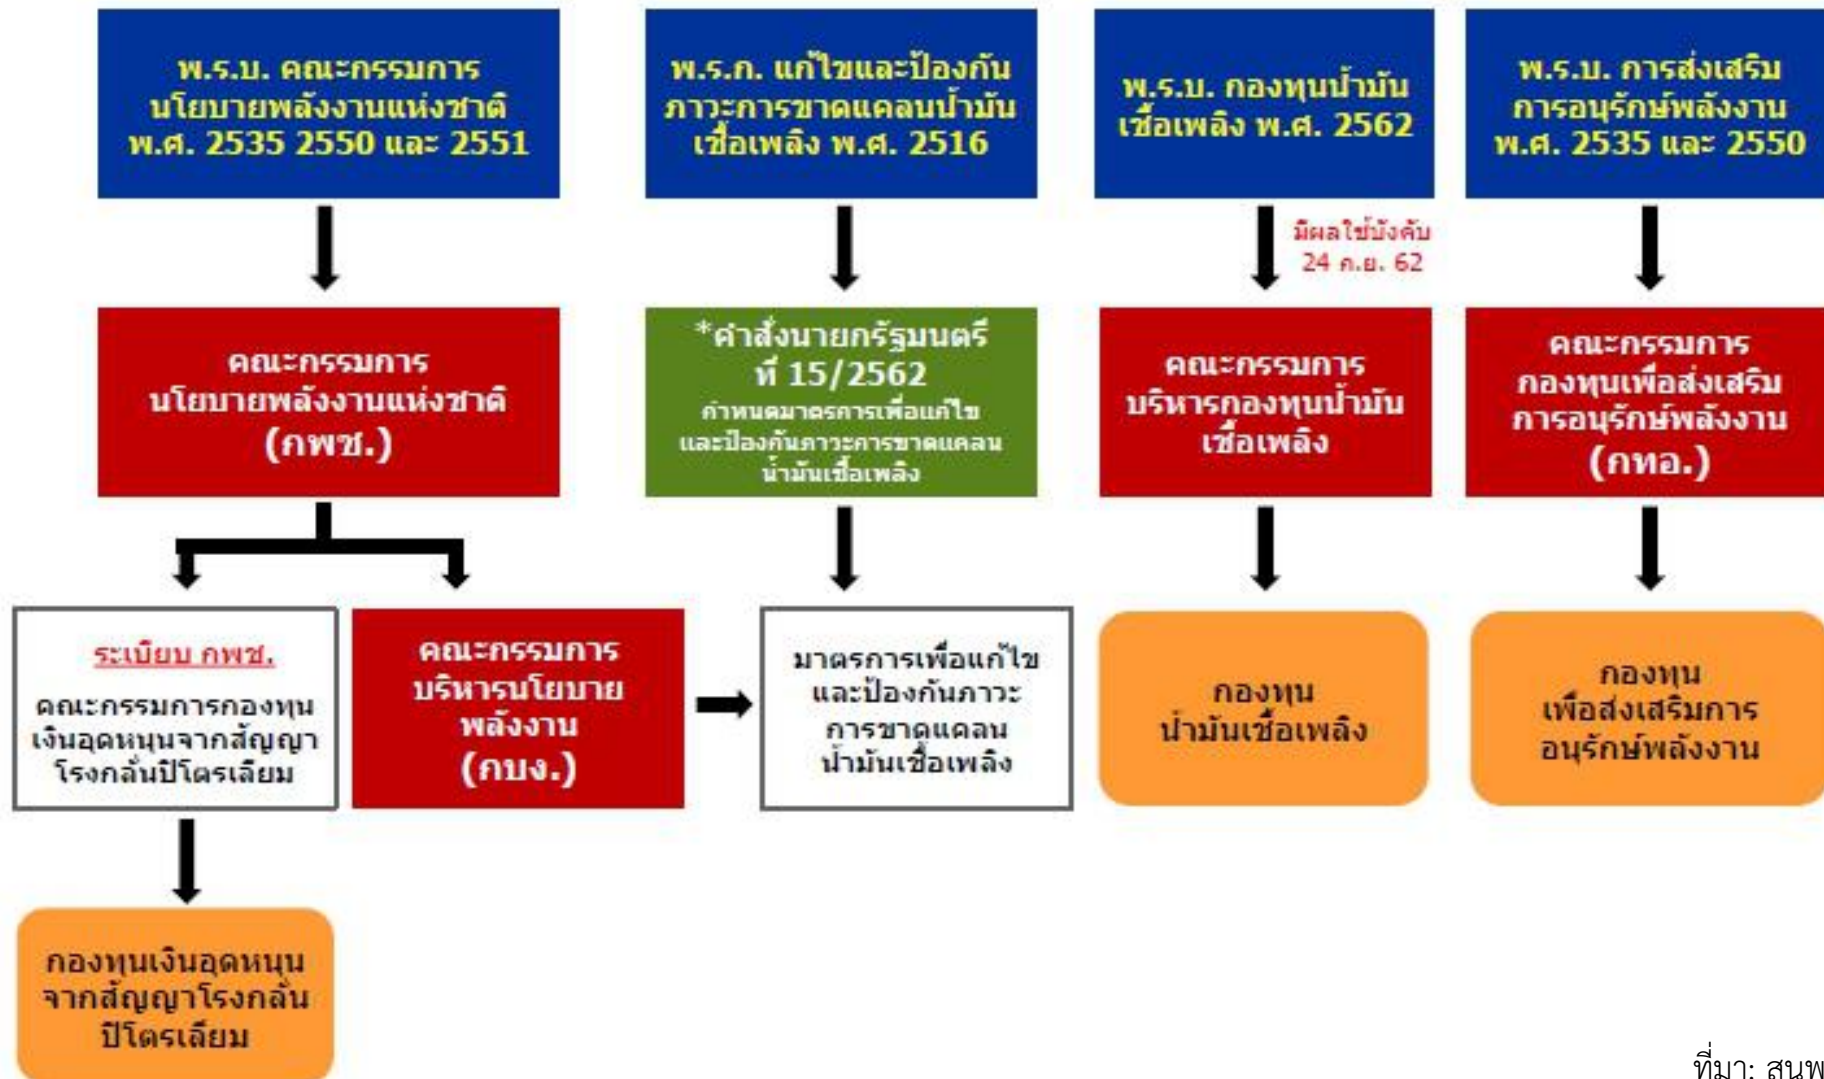 พ.ร.บ. คณะกรรมการ
นโยบายพลังงานแห่งชาติ
พ.ศ. 2535 2550 และ 2551
พ.ร.ก. แก้ไขและป้องกัน
ภาวะการขาดแคลนน้ำมัน
เชื้อเพลิง พ.ศ. 2516
พ.ร.บ. กองทุนน้ำมัน
เชื้อเพลิง พ.ศ. 2562
พ.ร.บ. การส่งเสริม
การอนุรักษ์พลังงาน
พ.ศ. 2535 และ 2550
มีผลใช้บังคับ
24 ก.ย. 62
คณะกรรมการ
นโยบายพลังงานแห่งชาติ
(กพช.)
*คำสั่งนายกรัฐมนตรี
ที่ 15/2562
กำหนดมาตรการเพื่อแก้ไข
และป้องกันภาวะการขาดแคลน
น้ำมันเชื้อเพลิง
คณะกรรมการ
บริหารกองทุนน้ำมัน
เชื้อเพลิง
คณะกรรมการ
กองทุนเพื่อส่งเสริม
การอนุรักษ์พลังงาน
(กทอ.)
ระเบียบ กพช.
คณะกรรมการกองทุน
เงินอุดหนุนจากสัญญา
โรงกลั่นปิโตรเลียม
คณะกรรมการ
บริหารนโยบาย
พลังงาน
(กบง.)
มาตรการเพื่อแก้ไข
และป้องกันภาวะ
การขาดแคลน
น้ำมันเชื้อเพลิง
กองทุน
น้ำมันเชื้อเพลิง
กองทุน
เพื่อส่งเสริมการ
อนุรักษ์พลังงาน
กองทุนเงินอุดหนุน
จากสัญญาโรงกลั่น
ปิโตรเลียม
ที่มา: สนพ